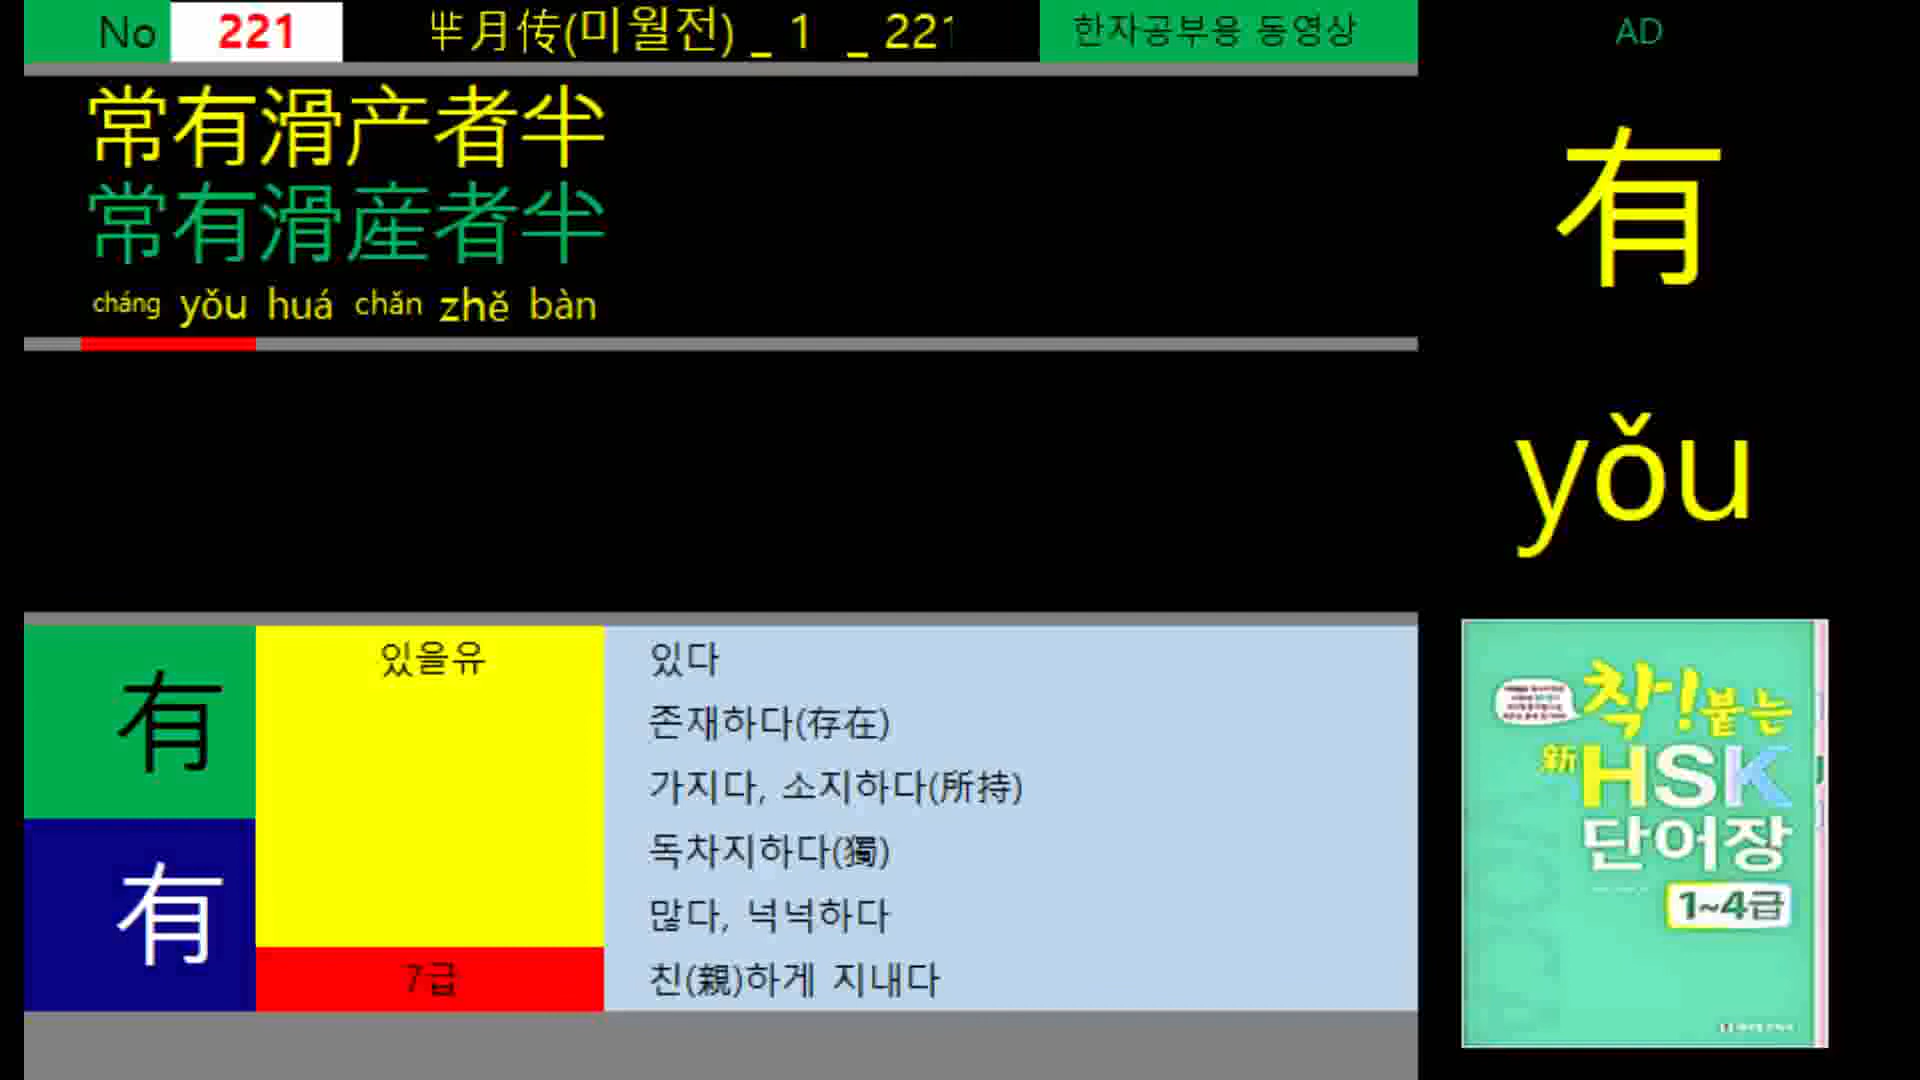 No 221 芈月传(미월전) _ 1 _ 221 한자공부용 동영상 AD
常有滑产者半
常有滑産者半
cháng yǒu huá chǎn zhě bàn
有
yǒu
有
有
있을유
7급
있다
존재하다(存在)
가지다, 소지하다(所持)
독차지하다(獨)
많다, 넉넉하다
친(親)하게 지내다
착!붙는
新HSK
단어장
1~4급